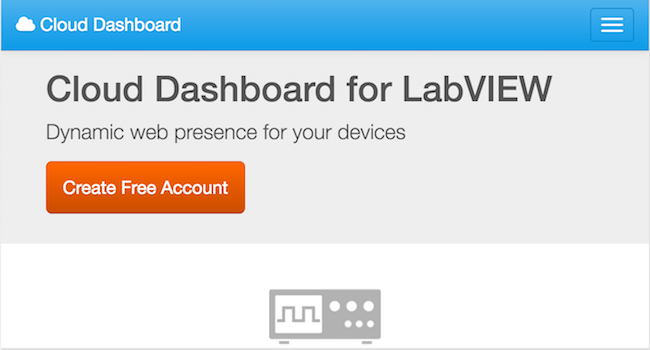 Cloud Dashboard
Cloud Dashboard for LabVIEW
Dynamic web presence for your devices
Create Free Account